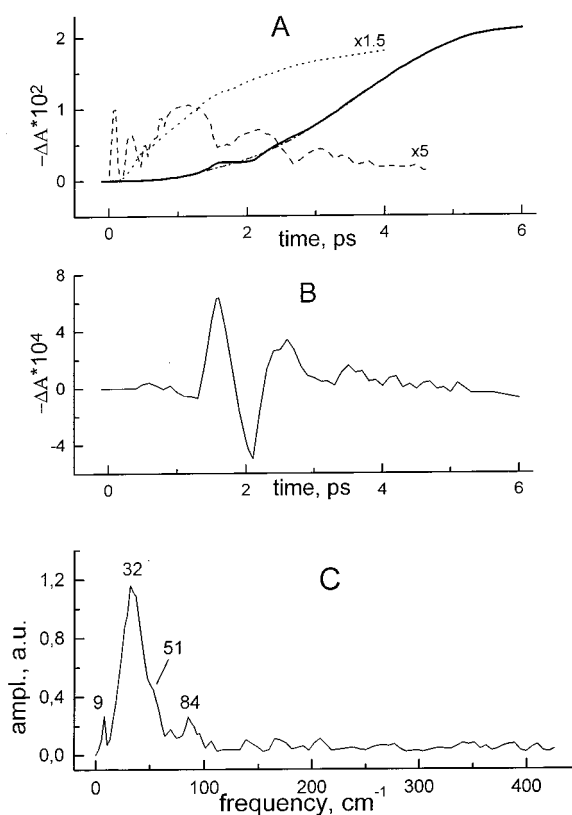 A
−ΔA*10²
2
1
0
x1.5
x5
0 2 4 6
time, ps
B
−ΔA*10⁴
8
4
0
-4
0 2 4 6
time, ps
C
ampl., a.u.
1,2
0,8
0,4
0,0
32
51
9
84
0 100 200 300 400
frequency, cm⁻¹